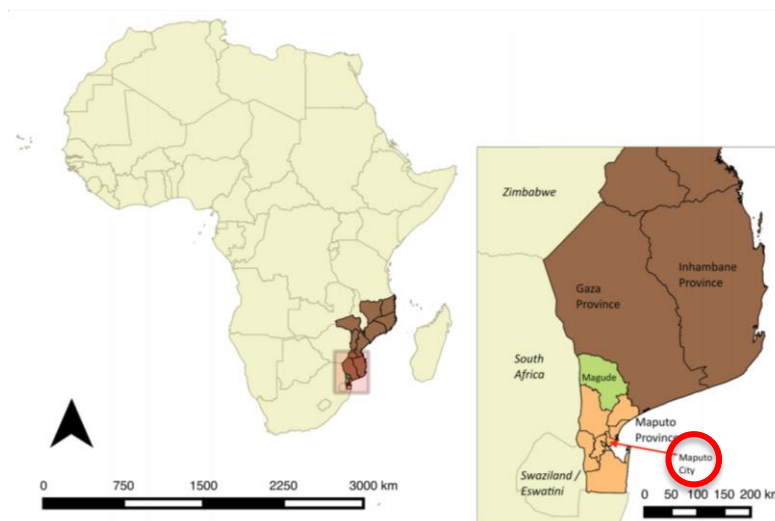 Zimbabwe
Inhambane
Province
Gaza
Province
South
Africa
Magude
Maputo
Province
Maputo
City
Swaziland /
Eswatini
0 750 1500 2250 3000 km
0 50 100 150 200 km